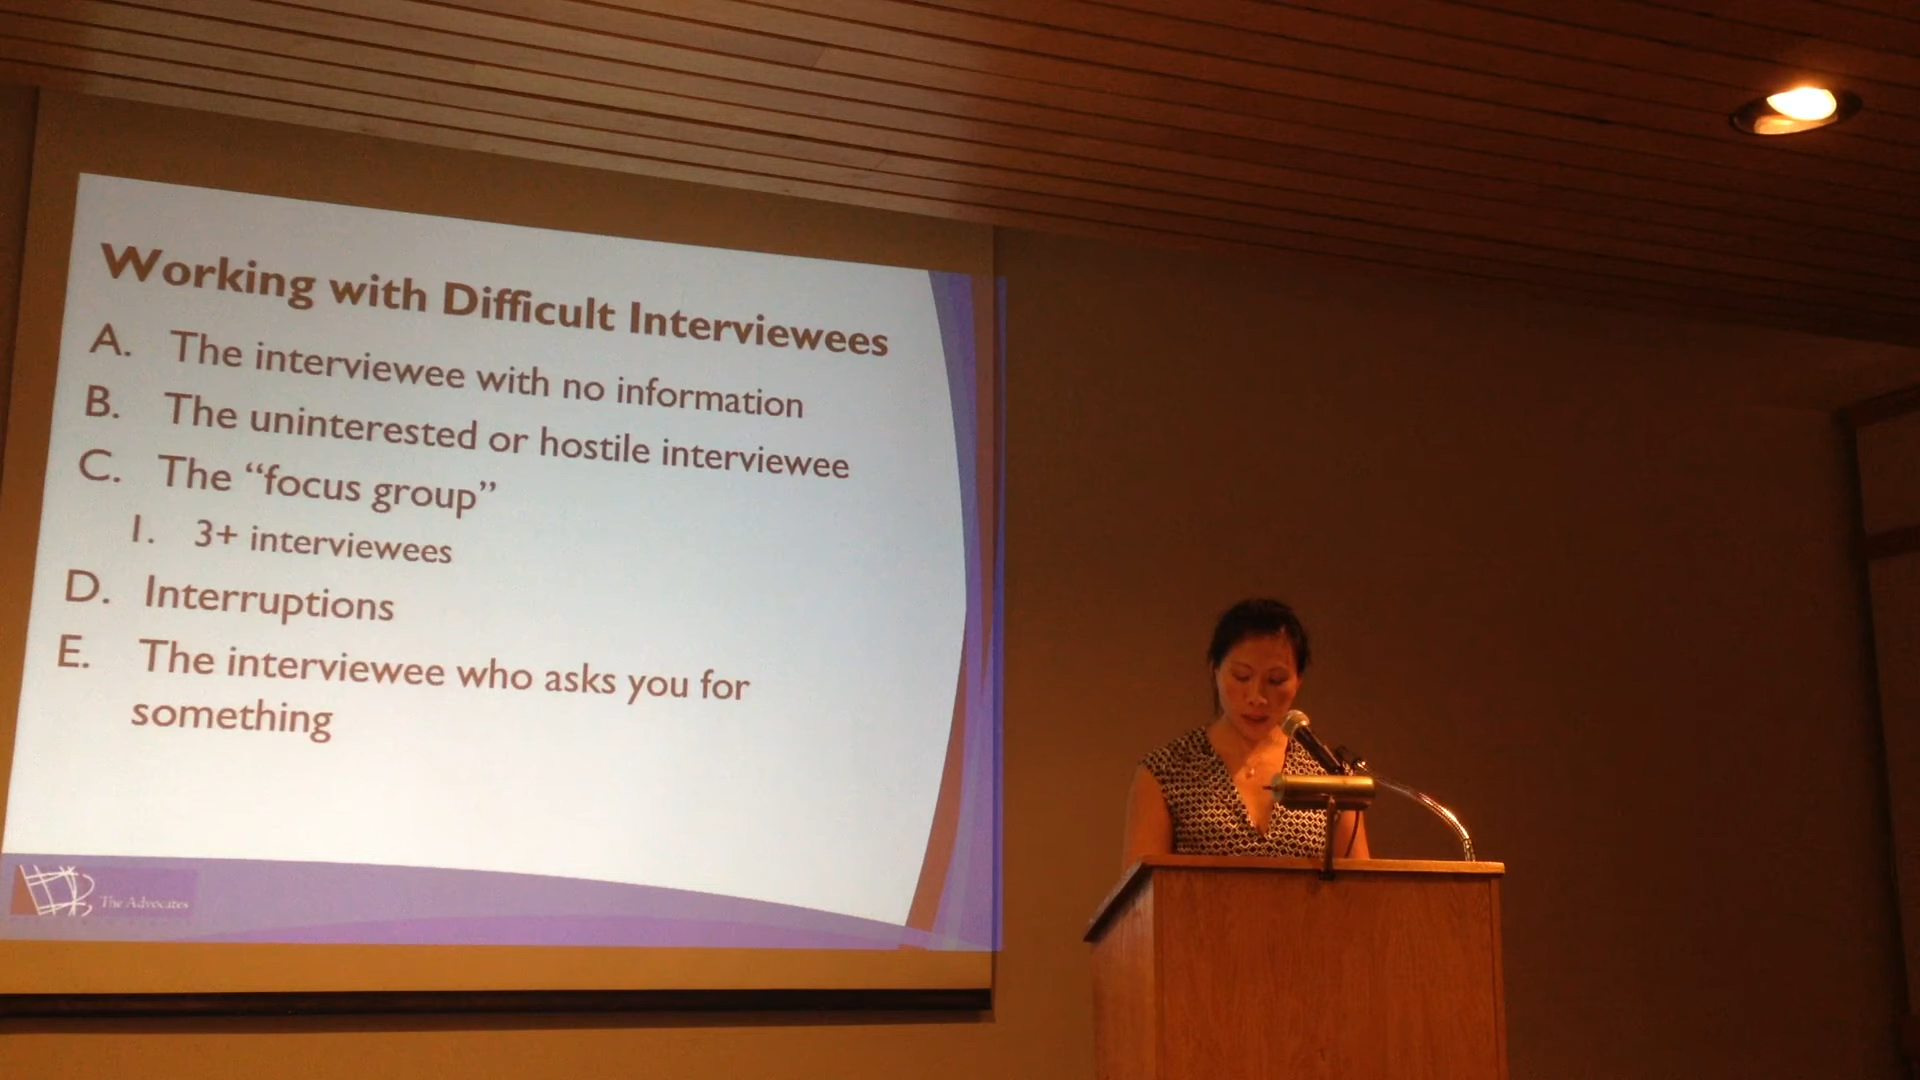 Working with Difficult Interviewees
A. The interviewee with no information
B. The uninterested or hostile interviewee
C. The “focus group”
1. 3+ interviewees
D. Interruptions
E. The interviewee who asks you for
something
The Advocates